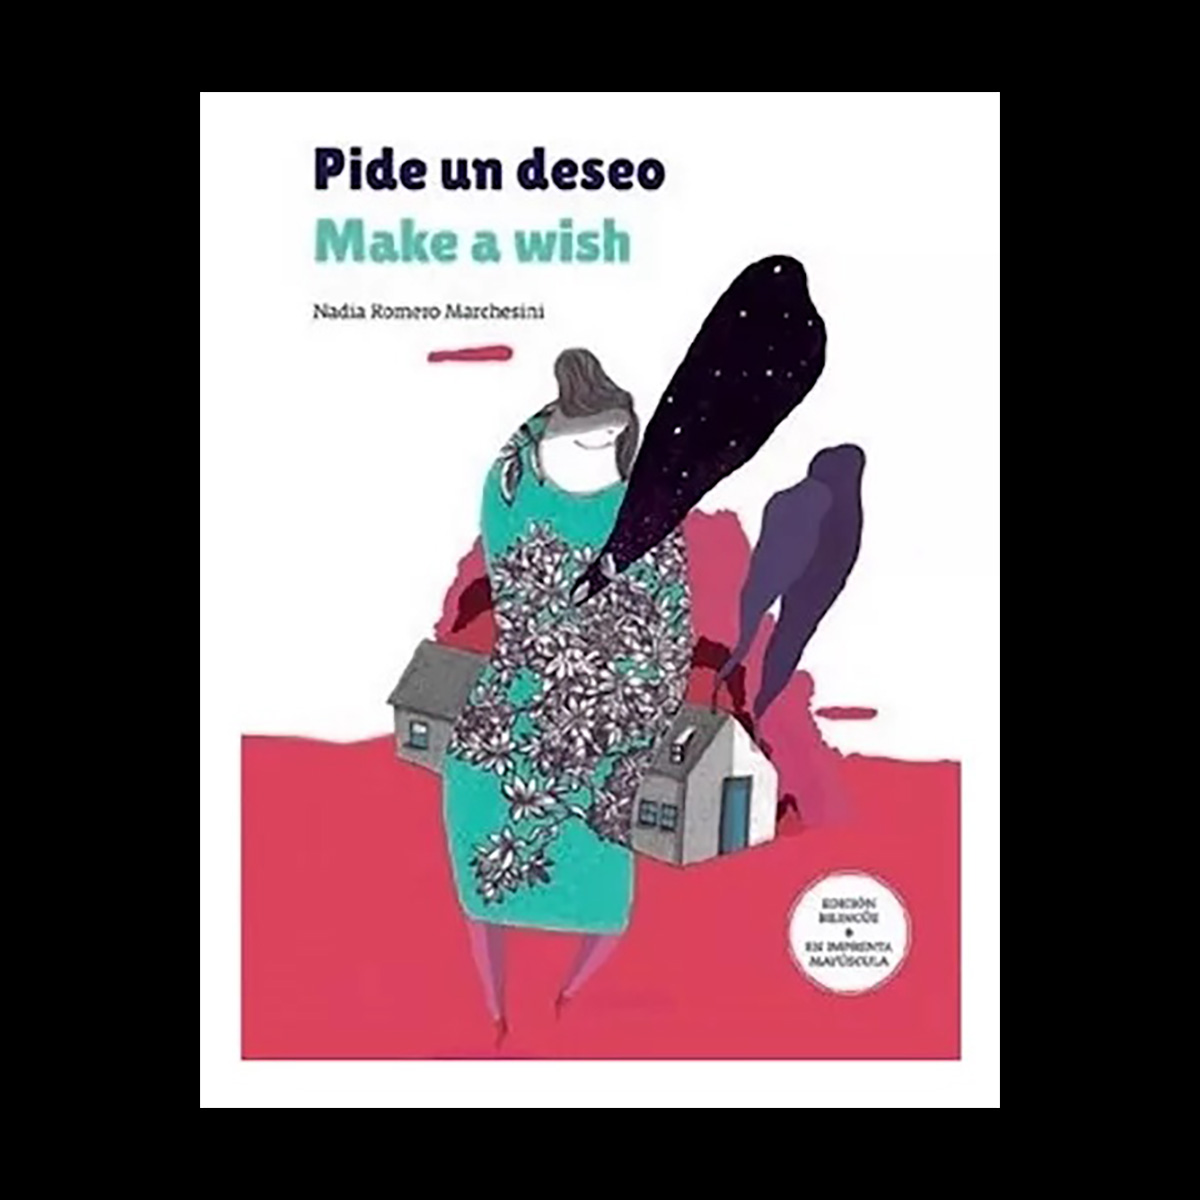 Pide un deseo
Make a wish
Nadia Romero Marchesini
EDICIÓN
BILINGÜE
EN IMPRENTA
MAYÚSCULA